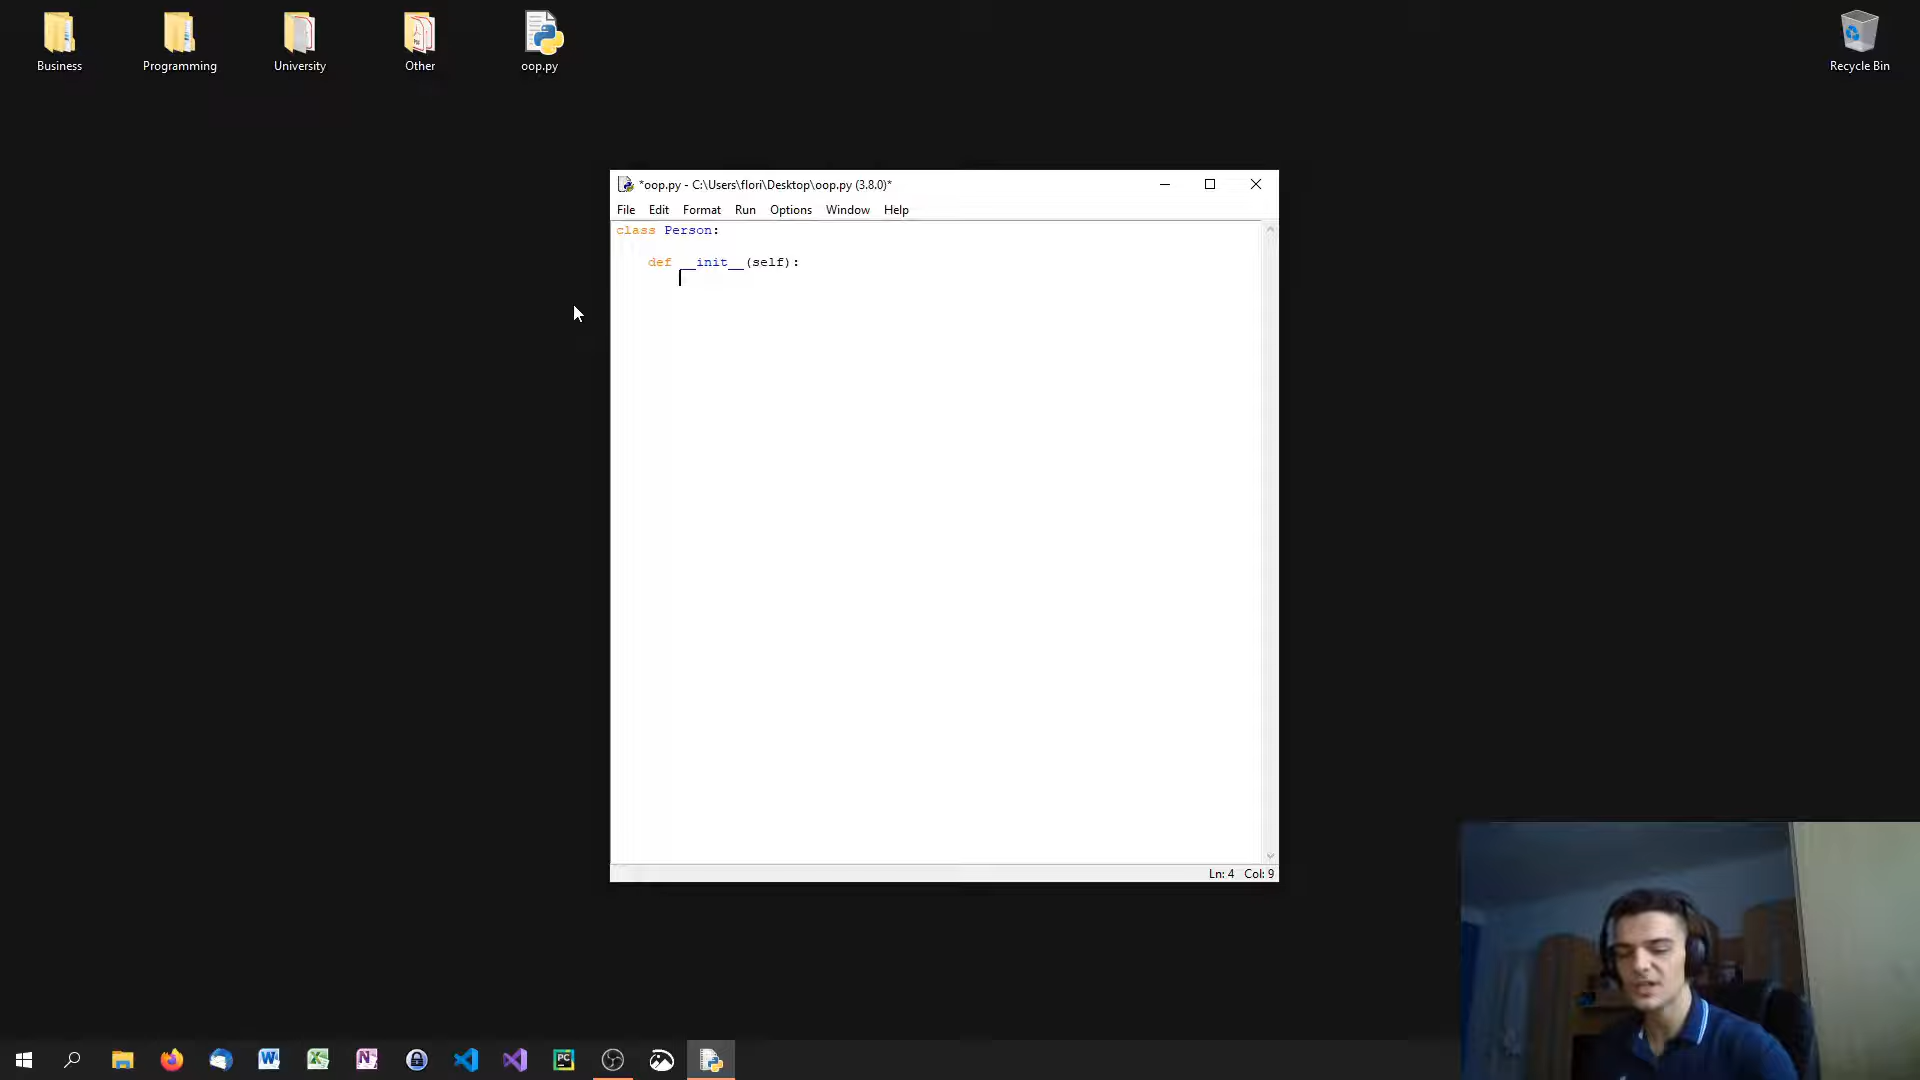 Business
Programming
University
Other
oop.py
Recycle Bin
*oop.py - C:\Users\flori\Desktop\oop.py (3.8.0)*
File Edit Format Run Options Window Help
class Person:
def __init__(self):
Ln: 4 Col: 9